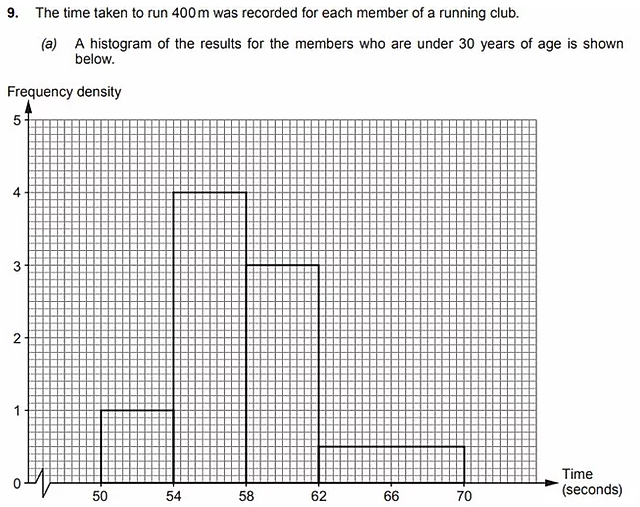 9. The time taken to run 400 m was recorded for each member of a running club.
(a) A histogram of the results for the members who are under 30 years of age is shown
below.
Frequency density
5
4
3
2
1
0
50 54 58 62 66 70
Time
(seconds)